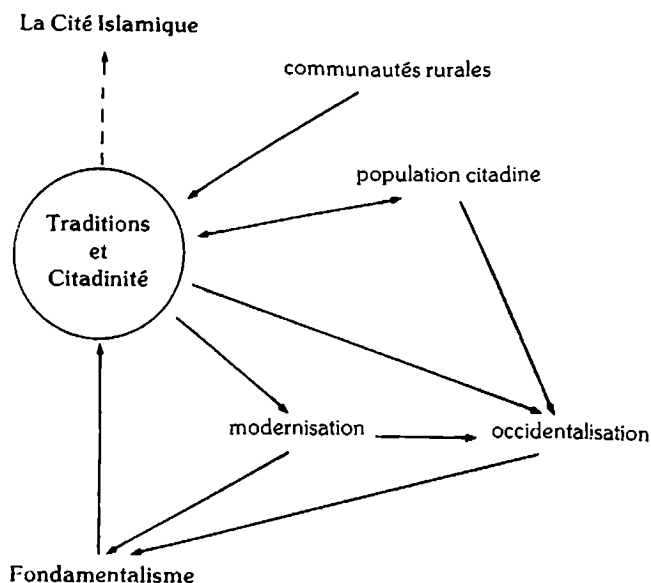 La Cité Islamique
communautés rurales
population citadine
Traditions
et
Citadinité
modernisation
occidentalisation
Fondamentalisme